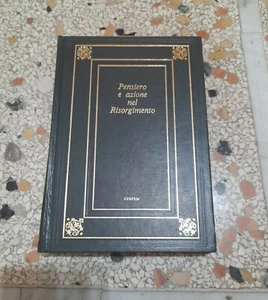 Pensiero
e azione
nel
Risorgimento